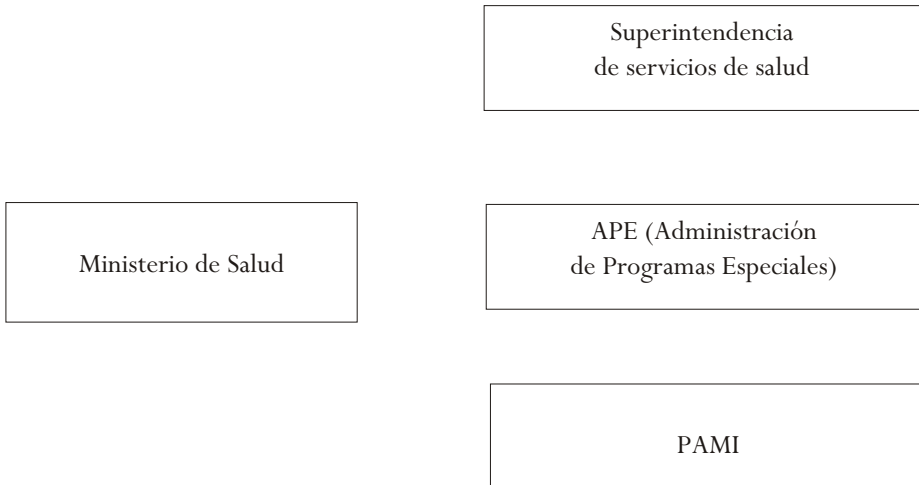 Superintendencia
de servicios de salud
Ministerio de Salud
APE (Administración
de Programas Especiales)
PAMI